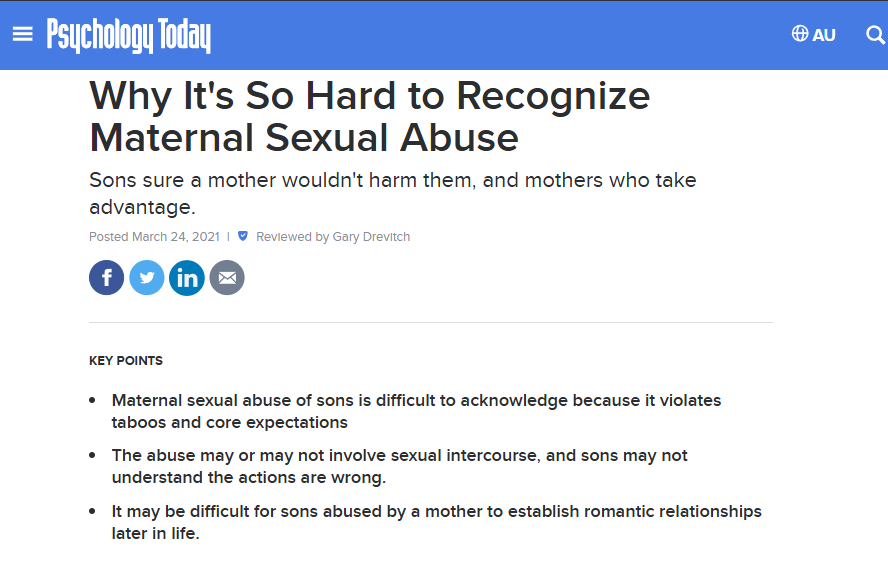 Psychology Today
AU
Why It's So Hard to Recognize
Maternal Sexual Abuse
Sons sure a mother wouldn't harm them, and mothers who take
advantage.
Posted March 24, 2021 | Reviewed by Gary Drevitch
f in
KEY POINTS
• Maternal sexual abuse of sons is difficult to acknowledge because it violates
taboos and core expectations
• The abuse may or may not involve sexual intercourse, and sons may not
understand the actions are wrong.
• It may be difficult for sons abused by a mother to establish romantic relationships
later in life.